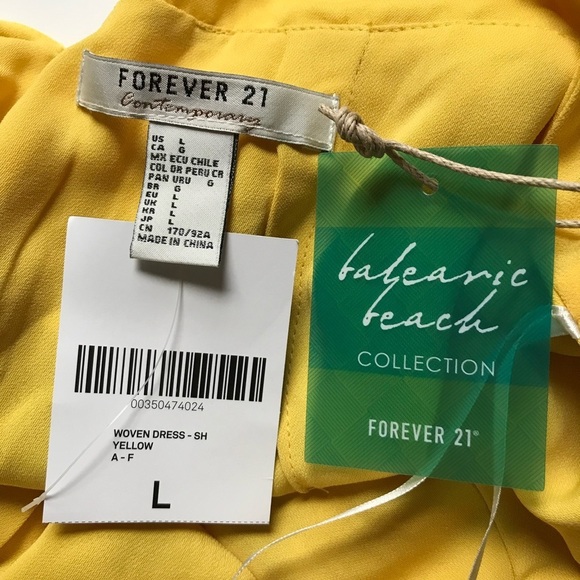 FOREVER 21
Contemporary
US L
CA G
MX ECU CHILE
COL DR PERU CR
PAN URU G
BR G
EU L
UK L
KR L
JP L
CN 170/92A
MADE IN CHINA
00350474024
WOVEN DRESS - SH
YELLOW
A - F
L
balearic
beach
COLLECTION
FOREVER 21®